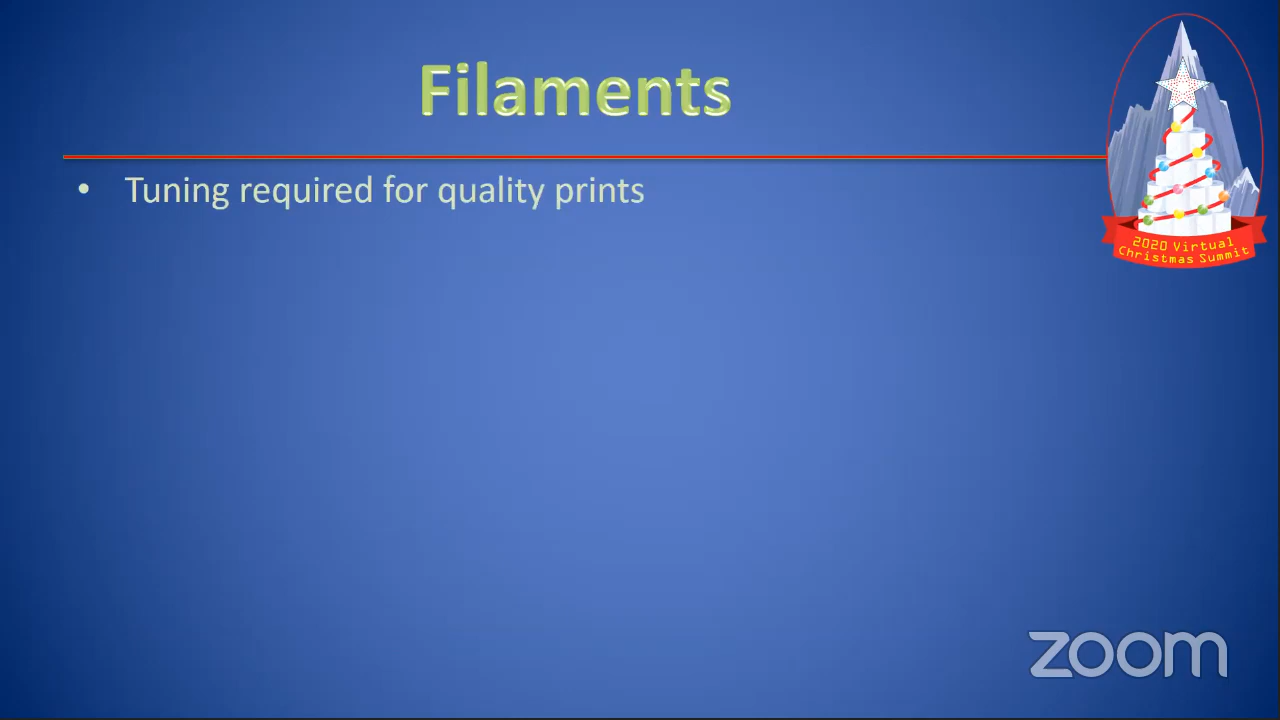 Filaments
• Tuning required for quality prints
2020 Virtual
Christmas Summit
zoom